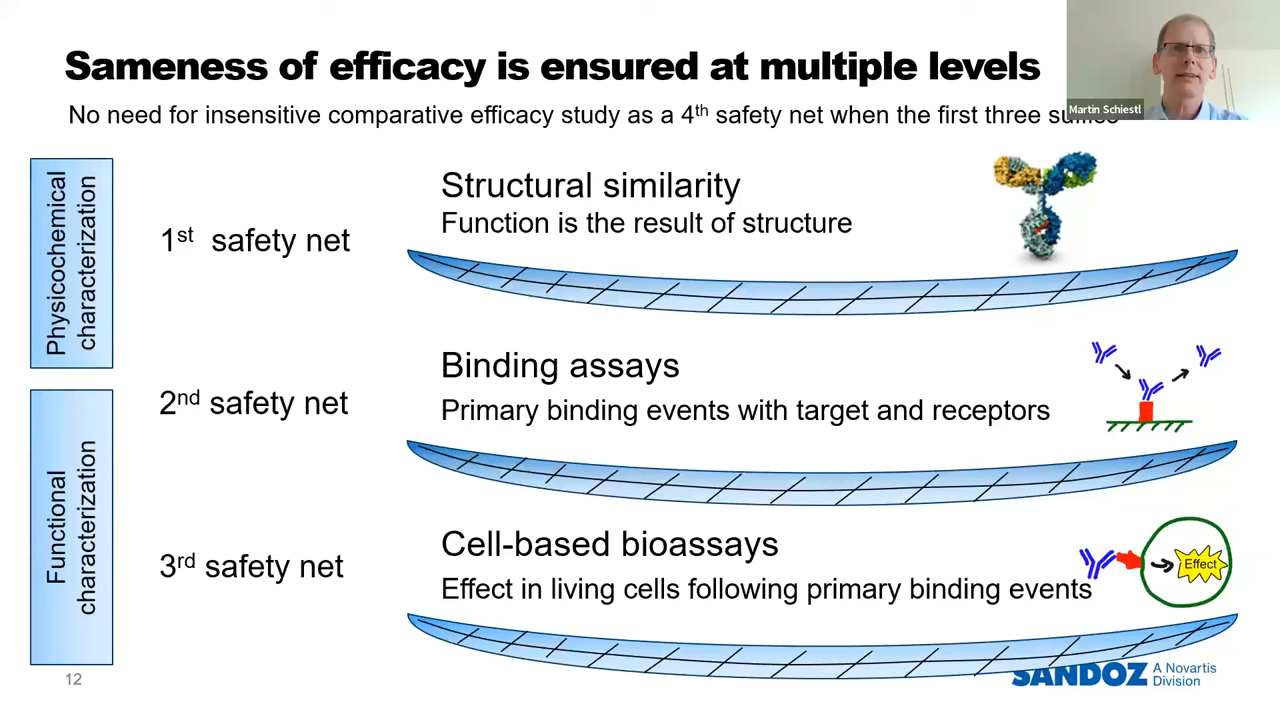 Sameness of efficacy is ensured at multiple levels
No need for insensitive comparative efficacy study as a 4th safety net when the first three suffice
Martin Schiestl
Physicochemical
characterization
1st safety net
Structural similarity
Function is the result of structure
Functional
characterization
2nd safety net
Binding assays
Primary binding events with target and receptors
3rd safety net
Cell-based bioassays
Effect in living cells following primary binding events
Effect
12
SANDOZ
A Novartis
Division